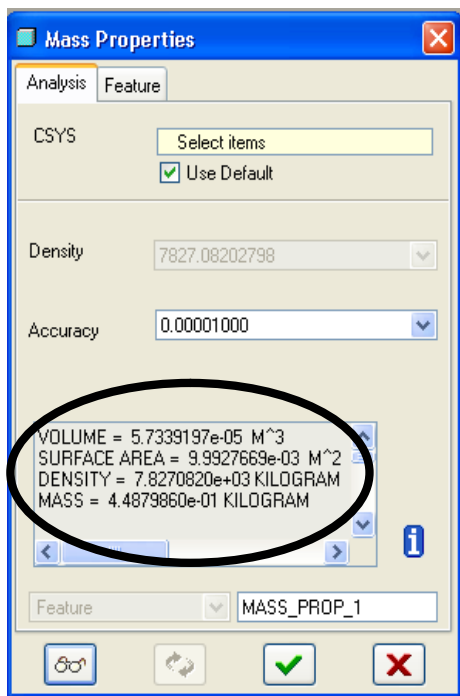 Mass Properties
Analysis Feature
CSYS
Select items
Use Default
Density
7827.08202798
Accuracy
0.00001000
VOLUME = 5.7339197e-05 M^3
SURFACE AREA = 9.9927669e-03 M^2
DENSITY = 7.8270820e+03 KILOGRAM
MASS = 4.4879860e-01 KILOGRAM
Feature
MASS_PROP_1